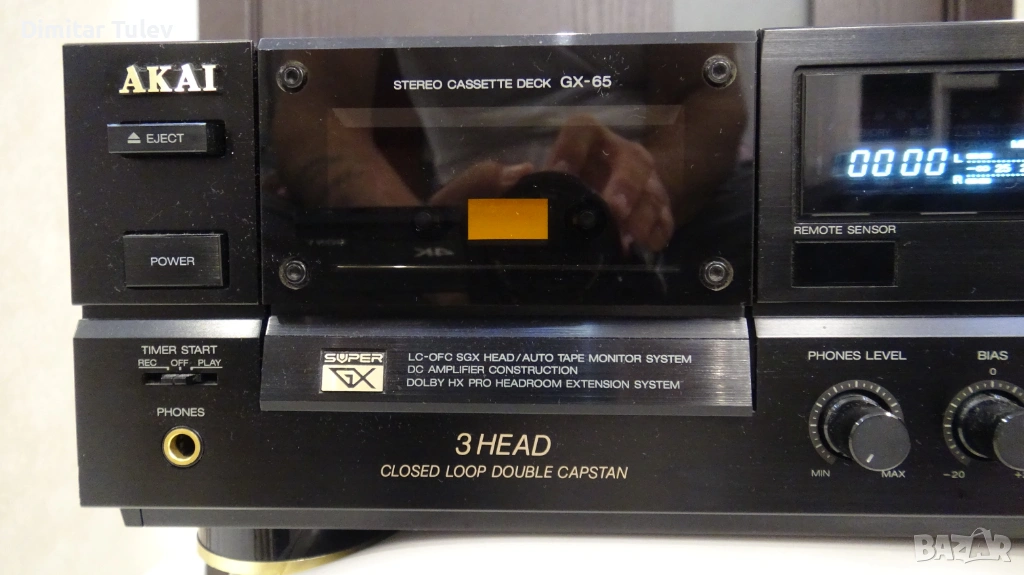 Dimitar Tulev
AKAI
EJECT
POWER
STEREO CASSETTE DECK GX-65
0000
L
R
REMOTE SENSOR
TIMER START
REC OFF PLAY
PHONES
SUPER
GX
LC-OFC SGX HEAD/AUTO TAPE MONITOR SYSTEM
DC AMPLIFIER CONSTRUCTION
DOLBY HX PRO HEADROOM EXTENSION SYSTEM
3 HEAD
CLOSED LOOP DOUBLE CAPSTAN
PHONES LEVEL
MIN MAX
BIAS
0
-20
BAZAR